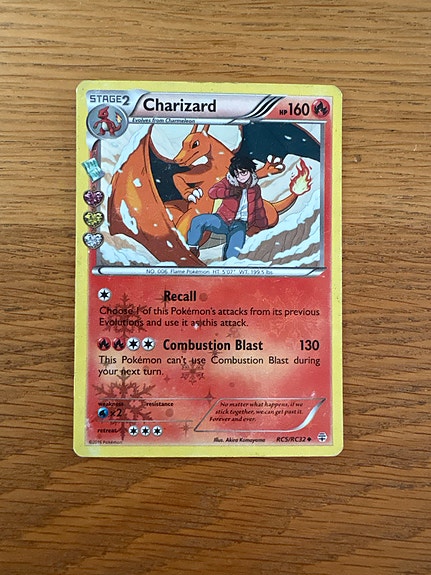 STAGE2 Charizard HP160
Evolves from Charmeleon
NO. 006 Flame Pokémon HT. 5'07" WT. 199.5 lbs.
Recall
Choose 1 of this Pokémon's attacks from its previous
Evolutions and use it as this attack.
Combustion Blast 130
This Pokémon can't use Combustion Blast during
your next turn.
weakness resistance
x2
retreat
No matter what happens, if we
stick together, we can get past it.
Forever and ever.
©2016 Pokémon Illus. Akira Komayama RC5/RC32